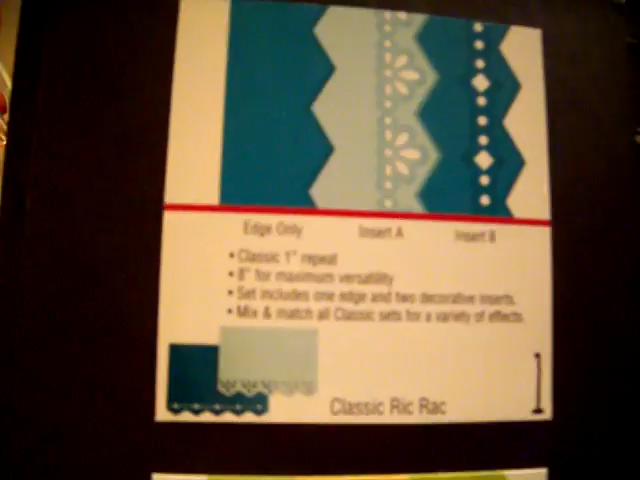 Edge Only Insert A Insert B
• Classic 1" repeat
• 8" for maximum versatility
• Set includes one edge and two decorative inserts.
• Mix & match all Classic sets for a variety of effects.
Classic Ric Rac